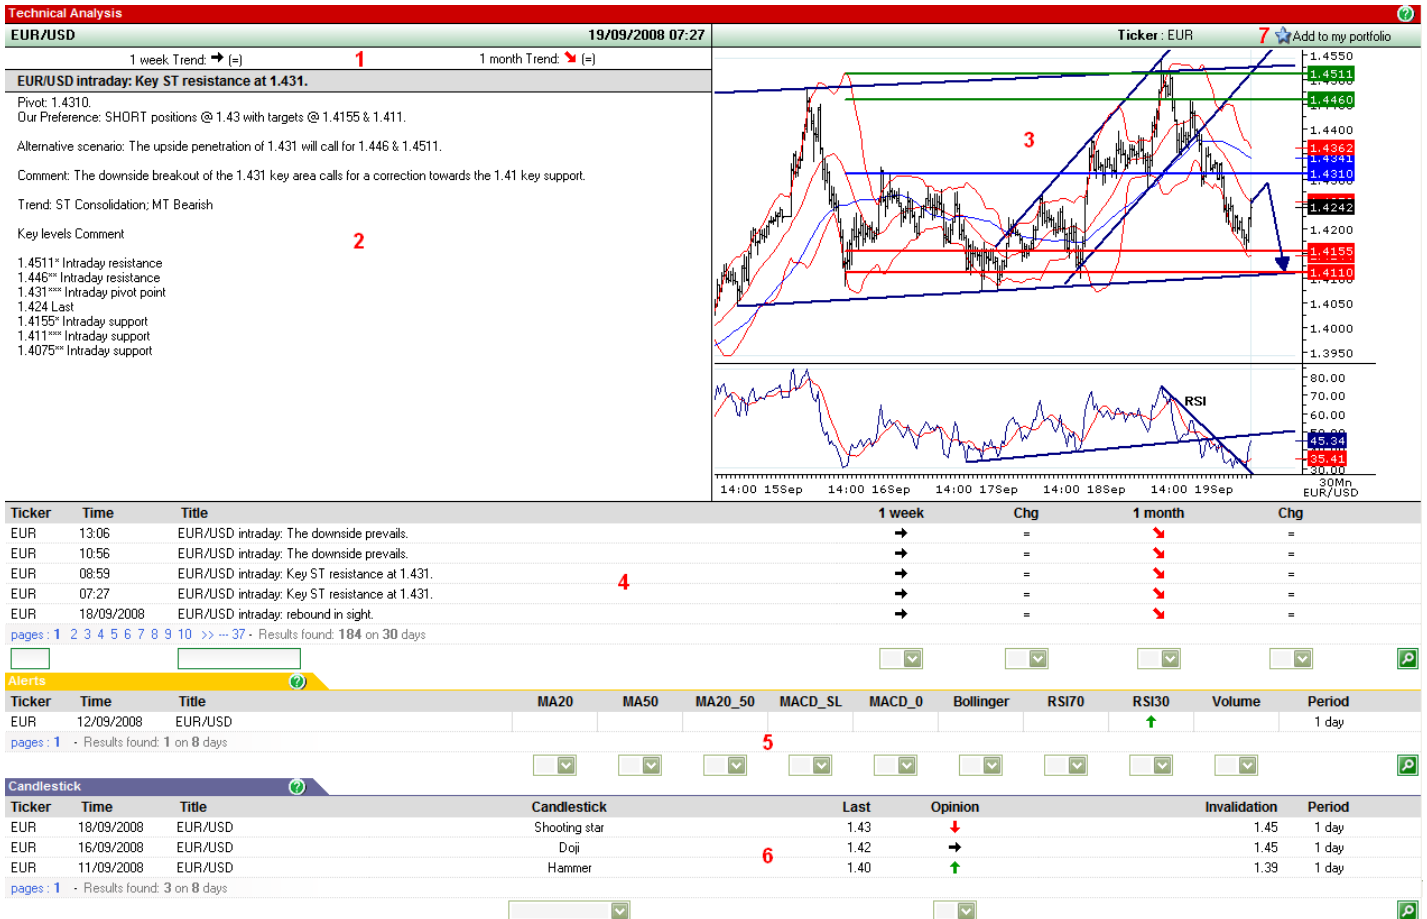 Technical Analysis
EUR/USD 19/09/2008 07:27 Ticker : EUR 7 Add to my portfolio
1 week Trend: (=) 1 1 month Trend: (=)
EUR/USD intraday: Key ST resistance at 1.431.
Pivot: 1.4310.
Our Preference: SHORT positions @ 1.43 with targets @ 1.4155 & 1.411.
Alternative scenario: The upside penetration of 1.431 will call for 1.446 & 1.4511.
Comment: The downside breakout of the 1.431 key area calls for a correction towards the 1.41 key support.
Trend: ST Consolidation; MT Bearish
Key levels Comment
2
1.4511* Intraday resistance
1.446** Intraday resistance
1.431*** Intraday pivot point
1.424 Last
1.4155* Intraday support
1.411*** Intraday support
1.4075** Intraday support
3
1.4550
1.4511
1.4460
1.4400
1.4362
1.4341
1.4310
1.4242
1.4200
1.4155
1.4110
1.4050
1.4000
1.3950
RSI
80.00
70.00
60.00
45.34
35.41
30.00
14:00 15Sep 14:00 16Sep 14:00 17Sep 14:00 18Sep 14:00 19Sep 30Mn
EUR/USD
Ticker Time Title 1 week Chg 1 month Chg
EUR 13:06 EUR/USD intraday: The downside prevails. = =
EUR 10:56 EUR/USD intraday: The downside prevails. = =
EUR 08:59 EUR/USD intraday: Key ST resistance at 1.431. = =
4
EUR 07:27 EUR/USD intraday: Key ST resistance at 1.431. = =
EUR 18/09/2008 EUR/USD intraday: rebound in sight. = =
pages : 1 2 3 4 5 6 7 8 9 10 >> --- 37 - Results found: 184 on 30 days
Alerts
Ticker Time Title MA20 MA50 MA20_50 MACD_SL MACD_0 Bollinger RSI70 RSI30 Volume Period
EUR 12/09/2008 EUR/USD 1 day
pages : 1 - Results found: 1 on 8 days 5
Candlestick
Ticker Time Title Candlestick Last Opinion Invalidation Period
EUR 18/09/2008 EUR/USD Shooting star 1.43 1.45 1 day
EUR 16/09/2008 EUR/USD Doji 1.42 1.45 1 day
6
EUR 11/09/2008 EUR/USD Hammer 1.40 1.39 1 day
pages : 1 - Results found: 3 on 8 days